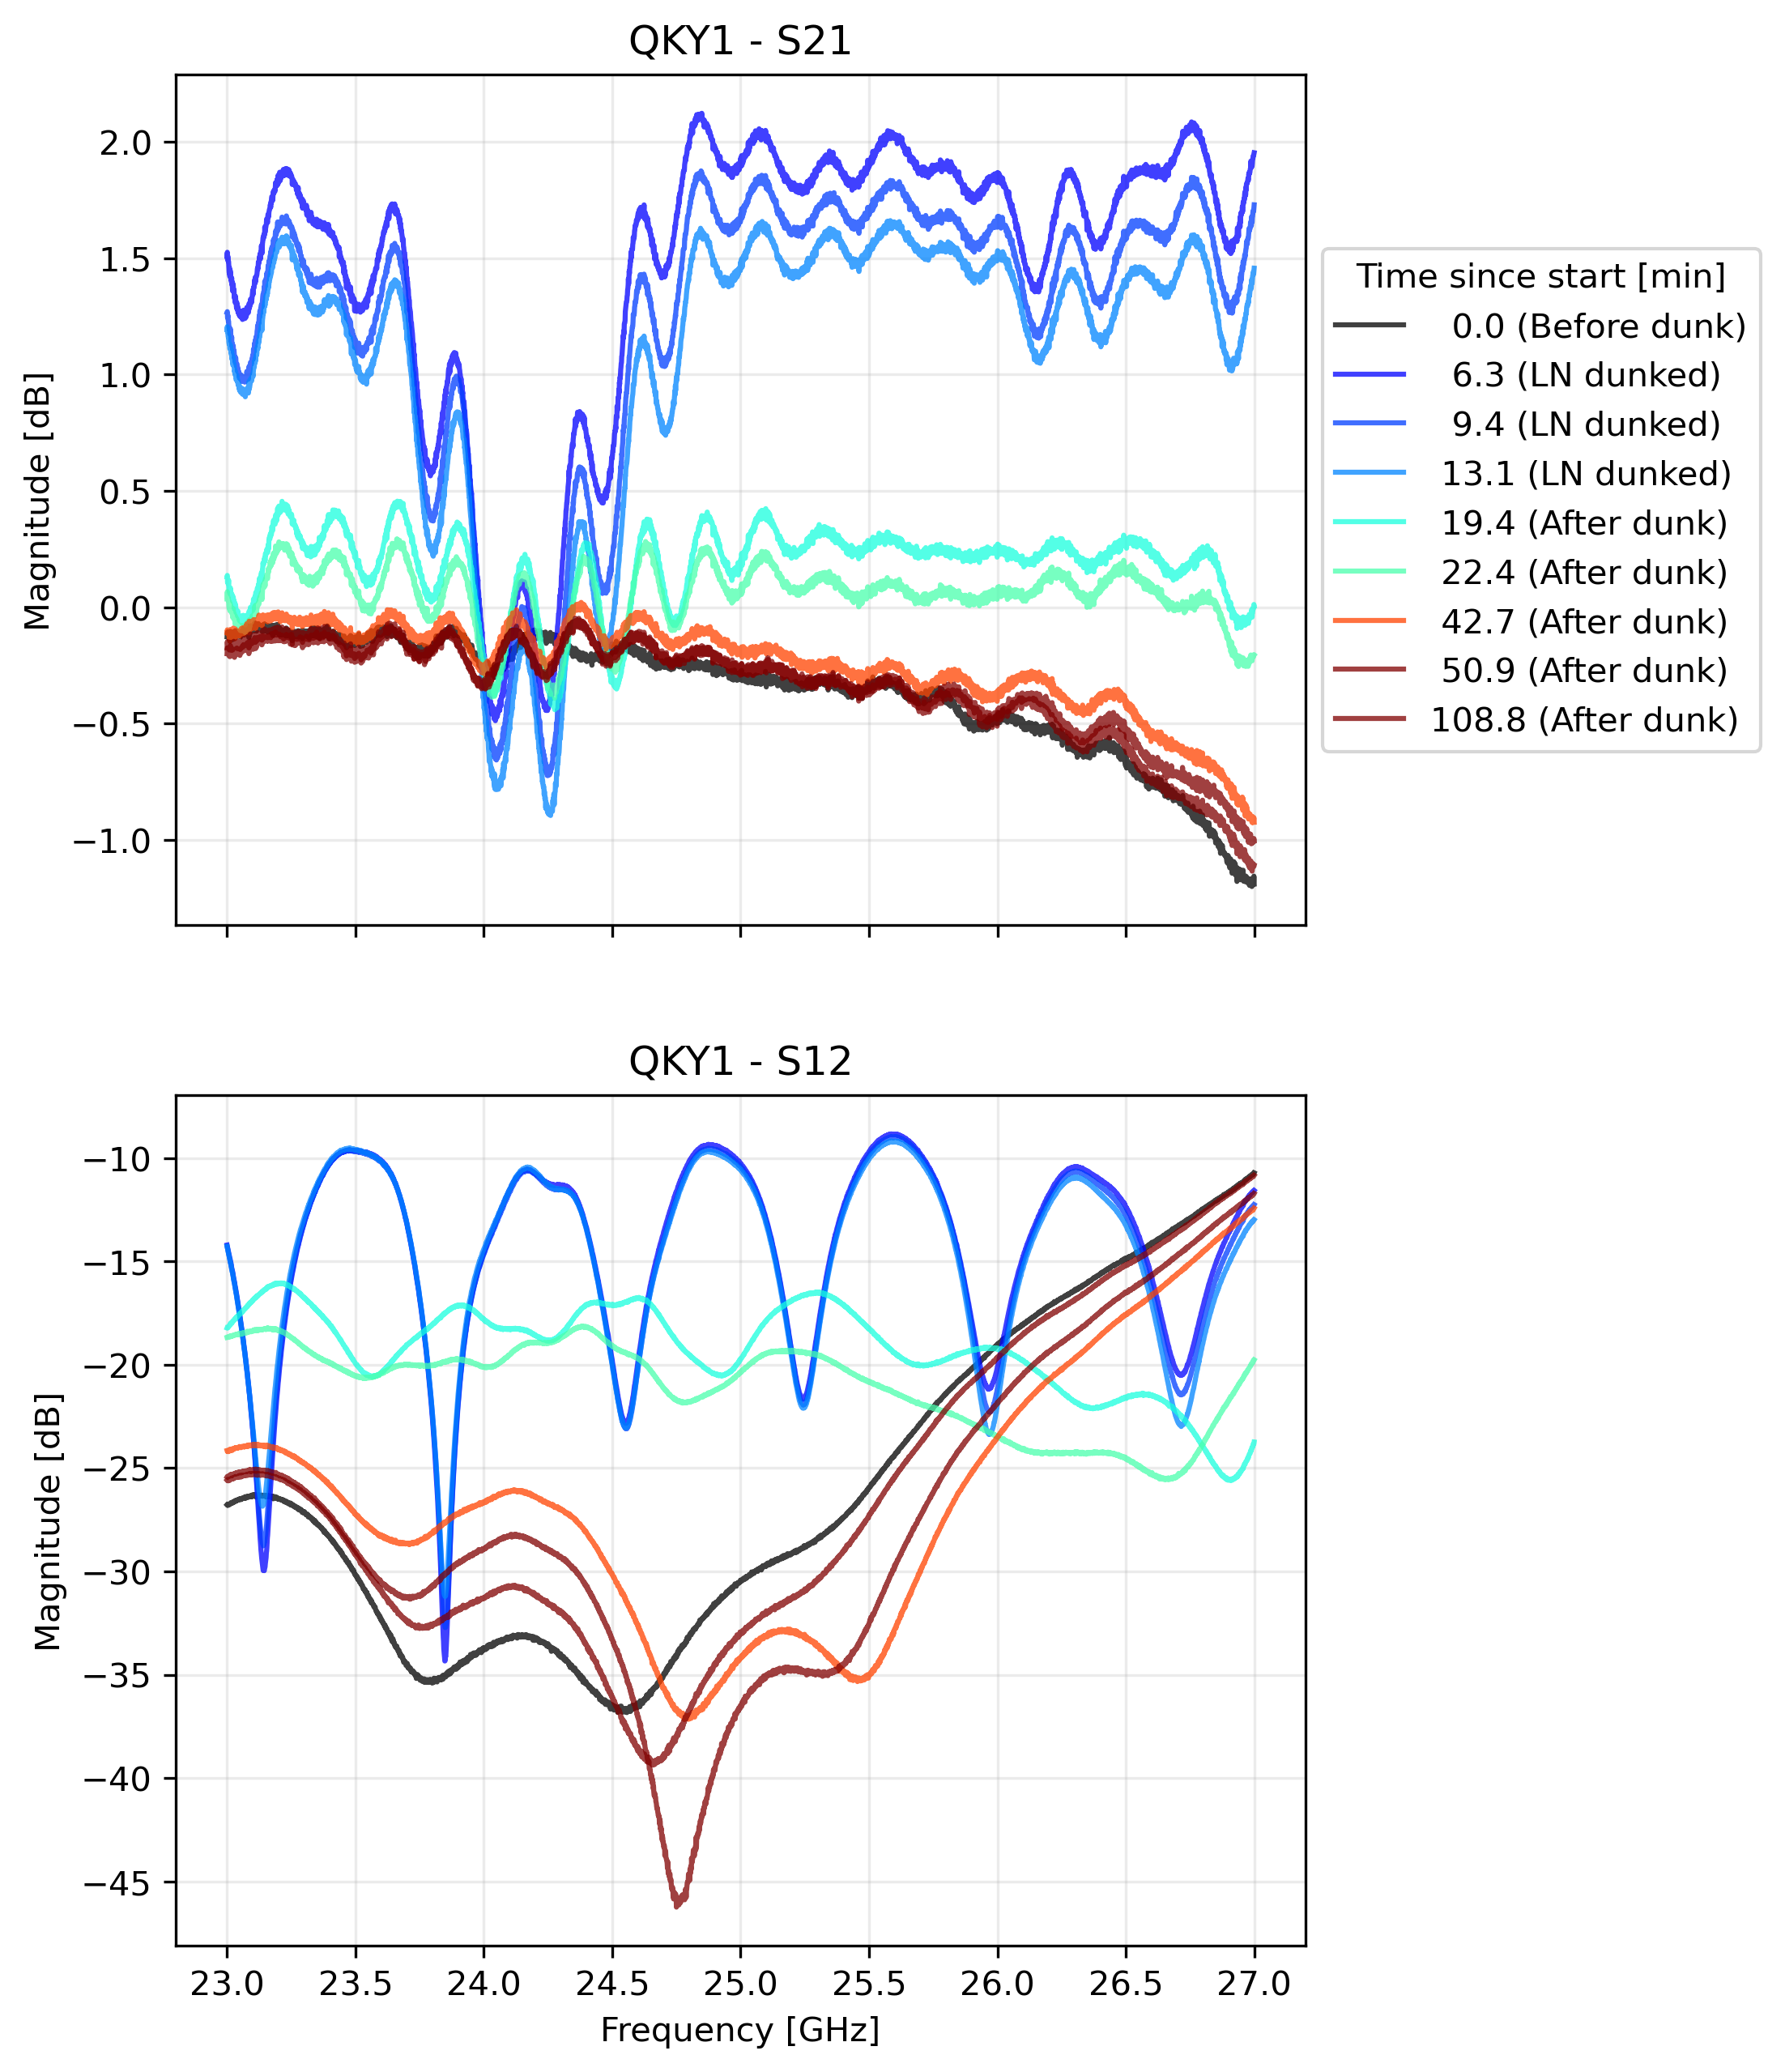 QKY1 - S21
Magnitude [dB]
2.0
1.5
1.0
0.5
0.0
−0.5
−1.0
Time since start [min]
0.0 (Before dunk)
6.3 (LN dunked)
9.4 (LN dunked)
13.1 (LN dunked)
19.4 (After dunk)
22.4 (After dunk)
42.7 (After dunk)
50.9 (After dunk)
108.8 (After dunk)
QKY1 - S12
Magnitude [dB]
−10
−15
−20
−25
−30
−35
−40
−45
23.0 23.5 24.0 24.5 25.0 25.5 26.0 26.5 27.0
Frequency [GHz]